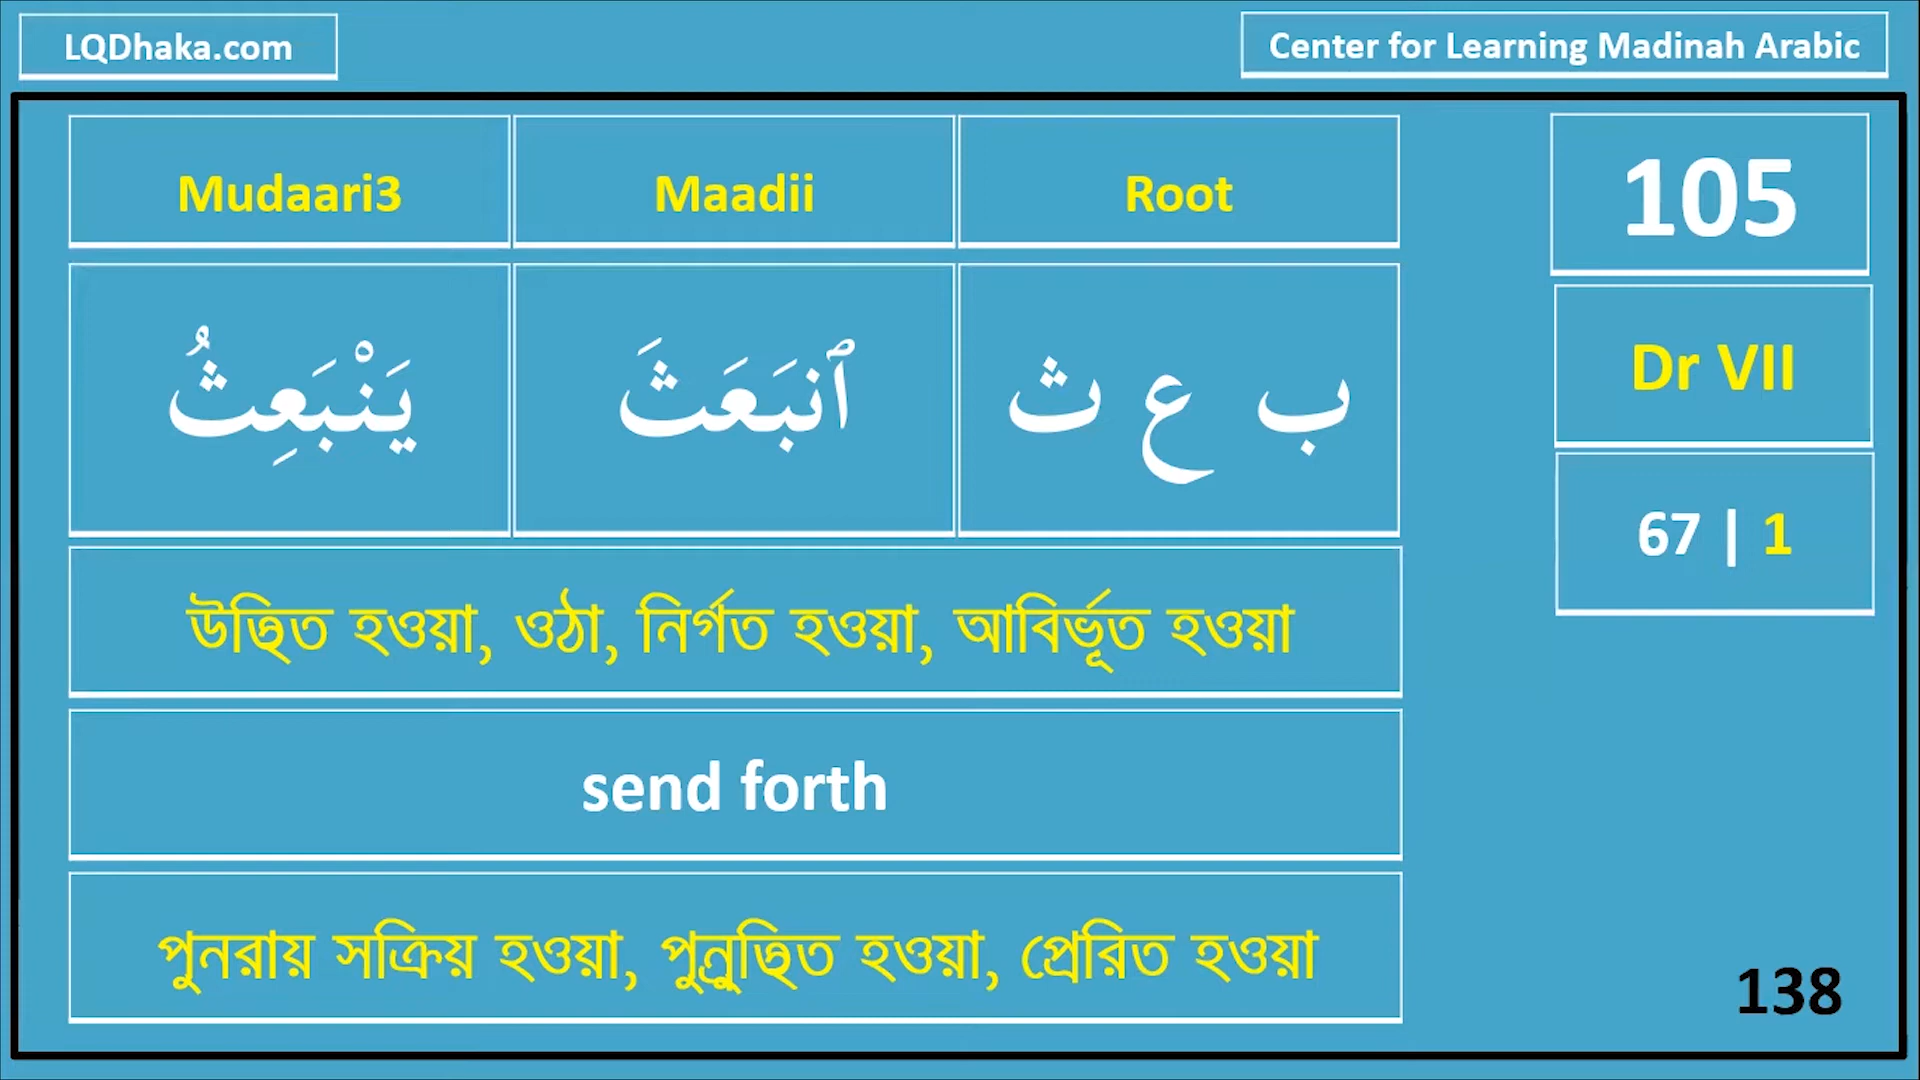 LQDhaka.com
Center for Learning Madinah Arabic
Mudaari3
Maadii
Root
105
يَنْبَعِثُ
ٱنبَعَثَ
ب ع ث
Dr VII
67 | 1
উত্থিত হওয়া, ওঠা, নির্গত হওয়া, আবির্ভূত হওয়া
send forth
পুনরায় সক্রিয় হওয়া, পুনুরুত্থিত হওয়া, প্রেরিত হওয়া
138